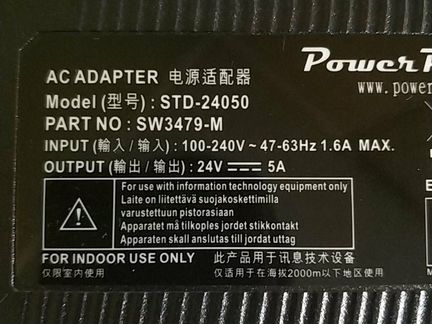 Power
www.power
AC ADAPTER 电源适配器
Model (型号) : STD-24050
PART NO : SW3479-M
INPUT (輸入 / 输入) : 100-240V ~ 47-63Hz 1.6A MAX.
OUTPUT (輸出 / 输出) : 24V ⎓ 5A
For use with information technology equipment only
Laite on liitettävä suojakoskettimilla
varustettuun pistorasiaan
Apparatet må tilkoples jordet stikkontakt
Apparaten skall anslutas till jordat uttag
FOR INDOOR USE ONLY 此产品用于讯息技术设备
仅限室内使用 仅适用于在海拔2000m以下地区使用